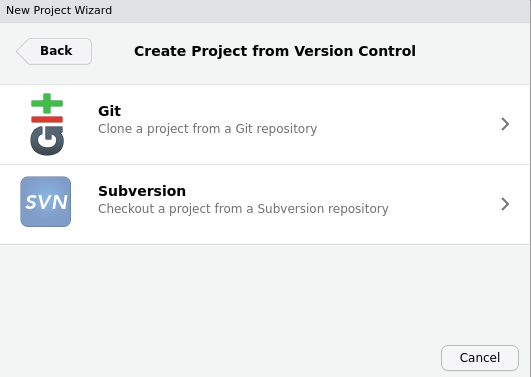 New Project Wizard
Back
Create Project from Version Control
git
Git
Clone a project from a Git repository
SVN
Subversion
Checkout a project from a Subversion repository
Cancel